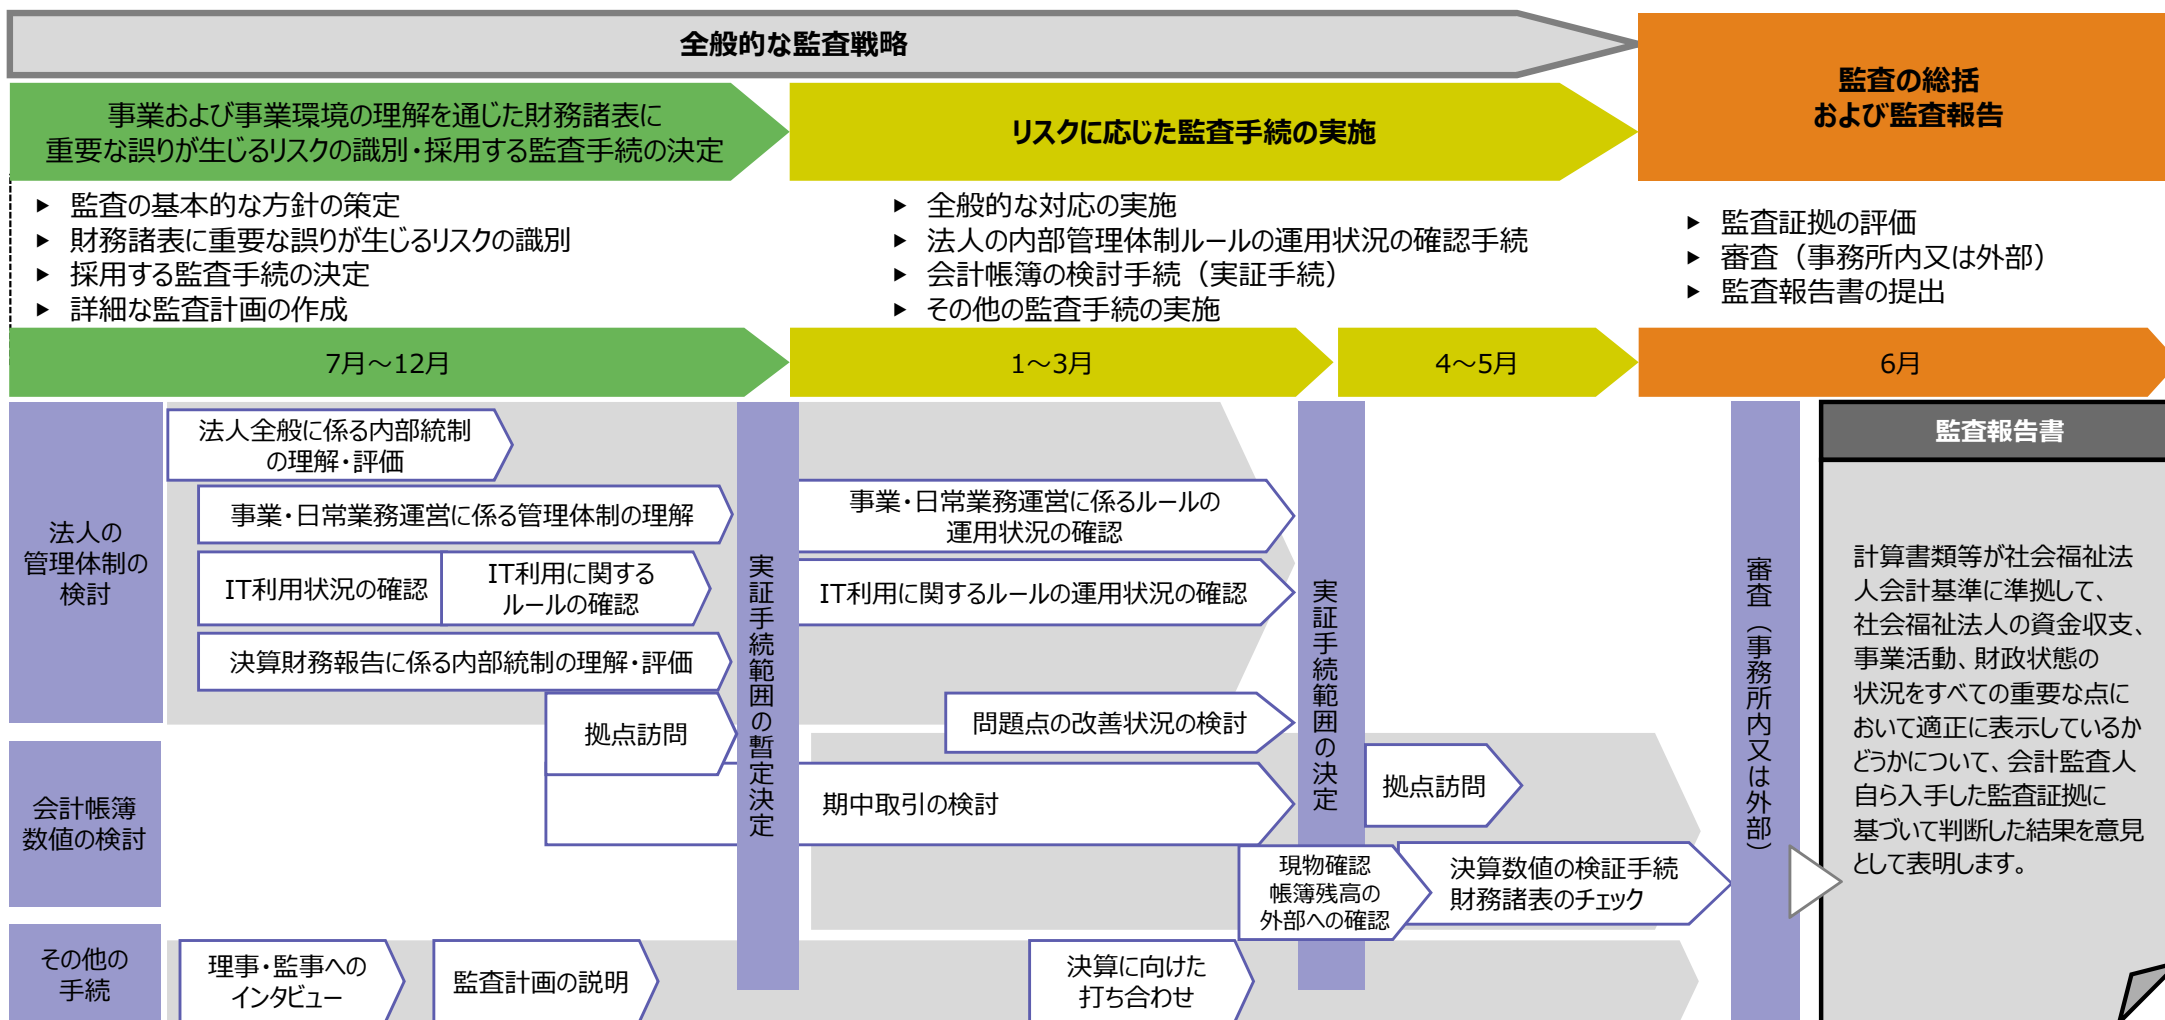 全般的な監査戦略
監査の総括
および監査報告
事業および事業環境の理解を通じた財務諸表に
重要な誤りが生じるリスクの識別・採用する監査手続の決定
リスクに応じた監査手続の実施
▶ 監査の基本的な方針の策定
▶ 財務諸表に重要な誤りが生じるリスクの識別
▶ 採用する監査手続の決定
▶ 詳細な監査計画の作成
▶ 全般的な対応の実施
▶ 法人の内部管理体制ルールの運用状況の確認手続
▶ 会計帳簿の検討手続（実証手続）
▶ その他の監査手続の実施
▶ 監査証拠の評価
▶ 審査（事務所内又は外部）
▶ 監査報告書の提出
7月～12月
1～3月
4～5月
6月
法人の
管理体制の
検討
法人全般に係る内部統制
の理解・評価
事業・日常業務運営に係る管理体制の理解
IT利用状況の確認
IT利用に関する
ルールの確認
決算財務報告に係る内部統制の理解・評価
拠点訪問
実証手続範囲の暫定決定
事業・日常業務運営に係るルールの
運用状況の確認
IT利用に関するルールの運用状況の確認
問題点の改善状況の検討
実証手続範囲の決定
会計帳簿
数値の検討
期中取引の検討
拠点訪問
現物確認
帳簿残高の
外部への確認
決算数値の検証手続
財務諸表のチェック
その他の
手続
理事・監事への
インタビュー
監査計画の説明
決算に向けた
打ち合わせ
審査（事務所内又は外部）
監査報告書
計算書類等が社会福祉法
人会計基準に準拠して、
社会福祉法人の資金収支、
事業活動、財政状態の
状況をすべての重要な点に
おいて適正に表示しているか
どうかについて、会計監査人
自ら入手した監査証拠に
基づいて判断した結果を意見
として表明します。